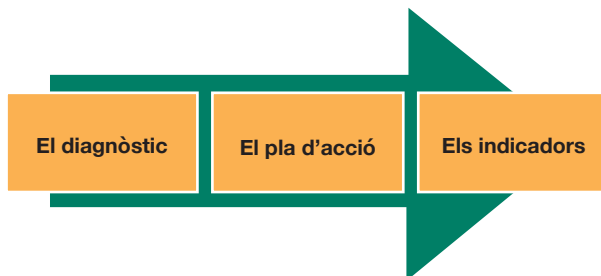 El diagnòstic
El pla d’acció
Els indicadors